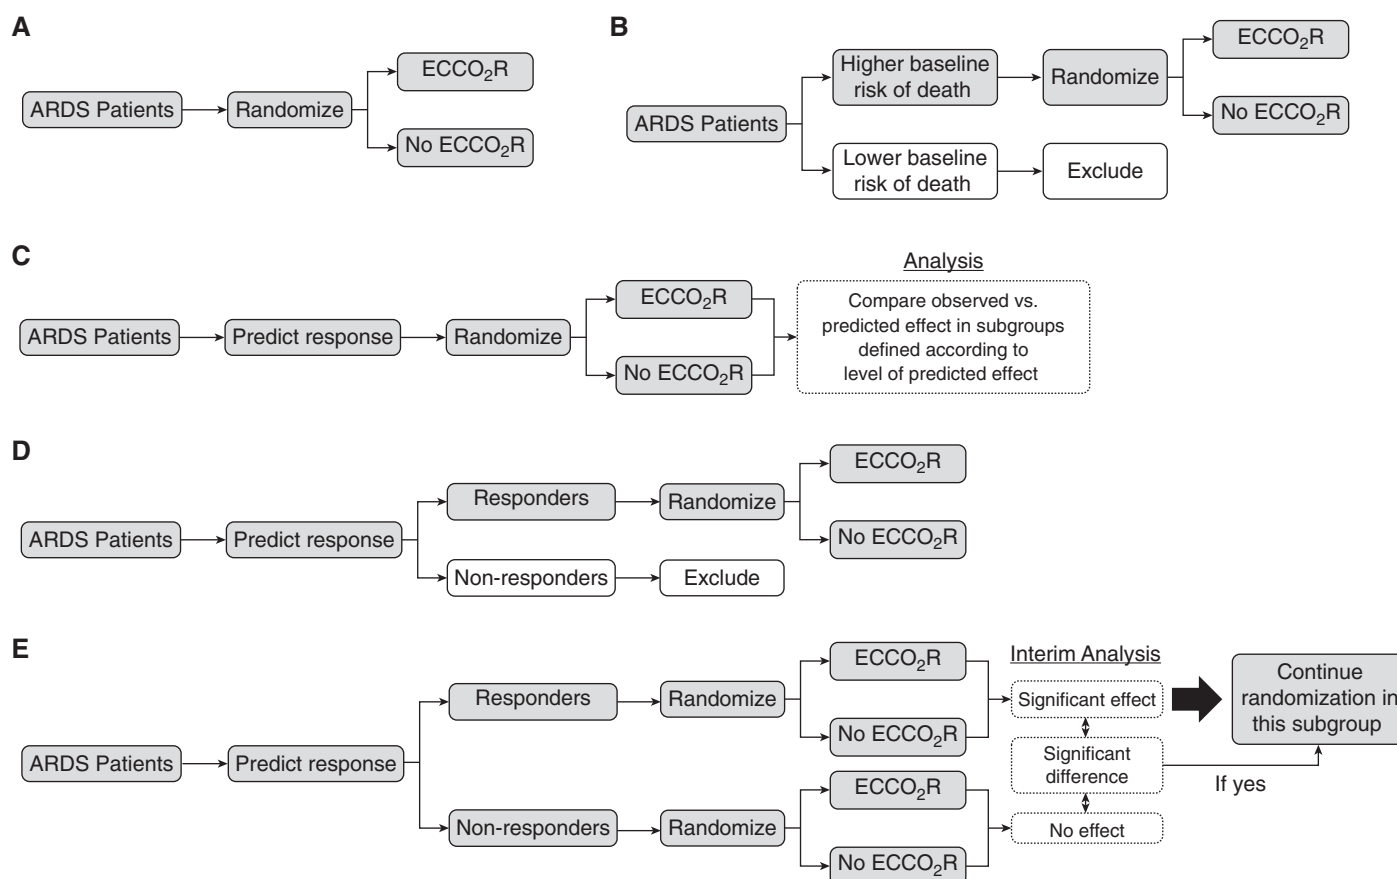 A
ARDS Patients
Randomize
ECCO₂R
No ECCO₂R
B
ARDS Patients
Higher baseline
risk of death
Randomize
ECCO₂R
No ECCO₂R
Lower baseline
risk of death
Exclude
C
ARDS Patients
Predict response
Randomize
ECCO₂R
No ECCO₂R
Analysis
Compare observed vs.
predicted effect in subgroups
defined according to
level of predicted effect
D
ARDS Patients
Predict response
Responders
Randomize
ECCO₂R
No ECCO₂R
Non-responders
Exclude
E
ARDS Patients
Predict response
Responders
Randomize
ECCO₂R
No ECCO₂R
Non-responders
Randomize
ECCO₂R
No ECCO₂R
Interim Analysis
Significant effect
Significant
difference
No effect
If yes
Continue
randomization in
this subgroup